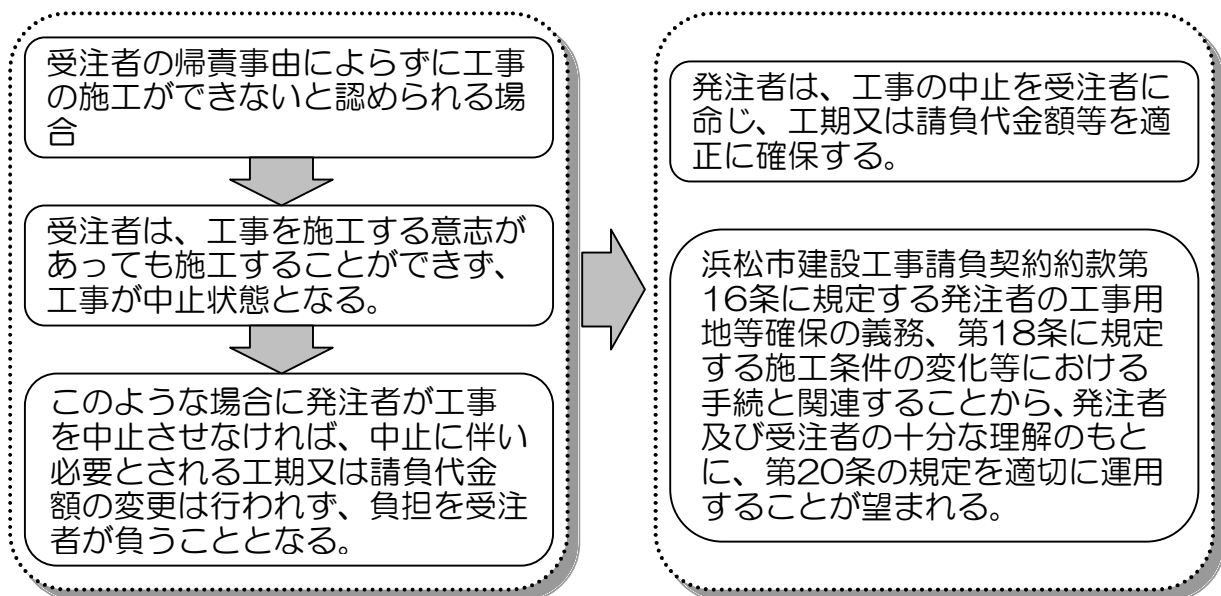 受注者の帰責事由によらずに工事
の施工ができないと認められる場
合
受注者は、工事を施工する意志が
あっても施工することができず、
工事が中止状態となる。
このような場合に発注者が工事
を中止させなければ、中止に伴い
必要とされる工期又は請負代金
額の変更は行われず、負担を受注
者が負うこととなる。
発注者は、工事の中止を受注者に
命じ、工期又は請負代金額等を適
正に確保する。
浜松市建設工事請負契約約款第
16条に規定する発注者の工事用
地等確保の義務、第18条に規定
する施工条件の変化等における
手続と関連することから、発注者
及び受注者の十分な理解のもと
に、第20条の規定を適切に運用
することが望まれる。